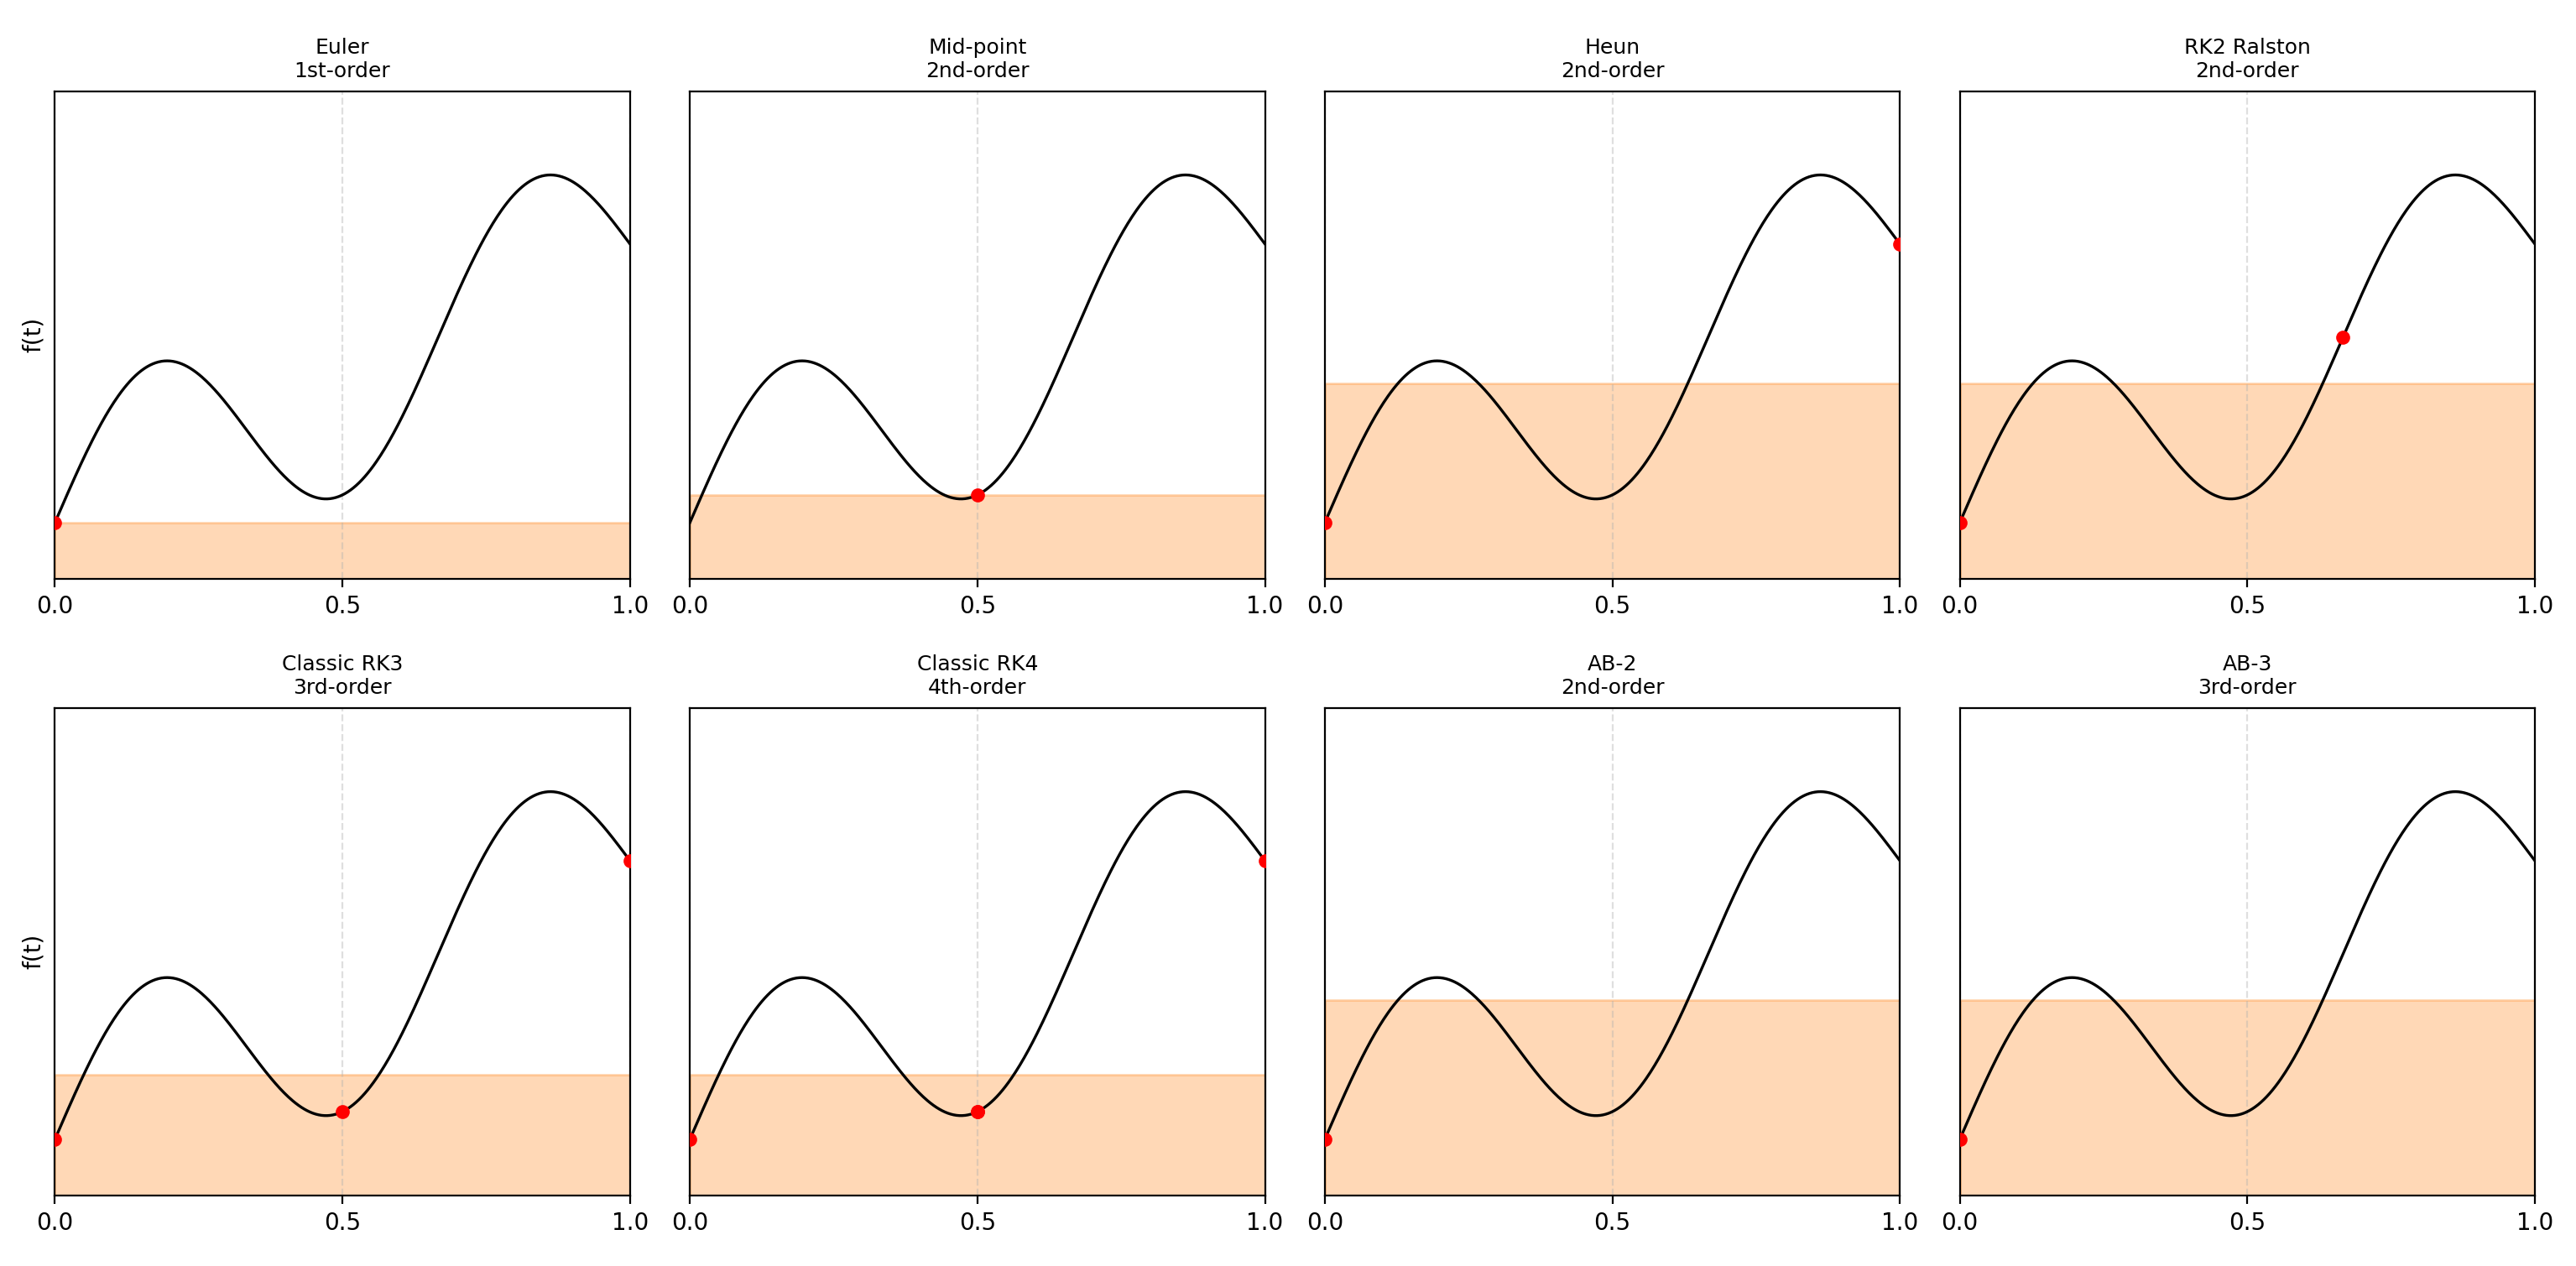 Euler
1st-order
Mid-point
2nd-order
Heun
2nd-order
RK2 Ralston
2nd-order
f(t)
0.0 0.5 1.0
0.0 0.5 1.0
0.0 0.5 1.0
0.0 0.5 1.0
Classic RK3
3rd-order
Classic RK4
4th-order
AB-2
2nd-order
AB-3
3rd-order
f(t)
0.0 0.5 1.0
0.0 0.5 1.0
0.0 0.5 1.0
0.0 0.5 1.0